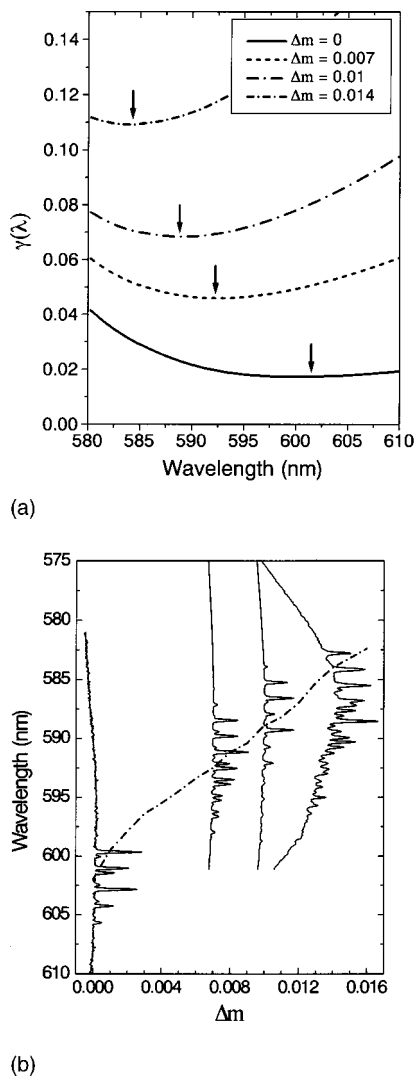 0.14
Δm = 0
Δm = 0.007
Δm = 0.01
Δm = 0.014
0.12
0.10
0.08
γ(λ)
0.06
0.04
0.02
0.00
580 585 590 595 600 605 610
Wavelength (nm)
(a)
575
580
585
590
Wavelength (nm)
595
600
605
610
0.000 0.004 0.008 0.012 0.016
Δm
(b)